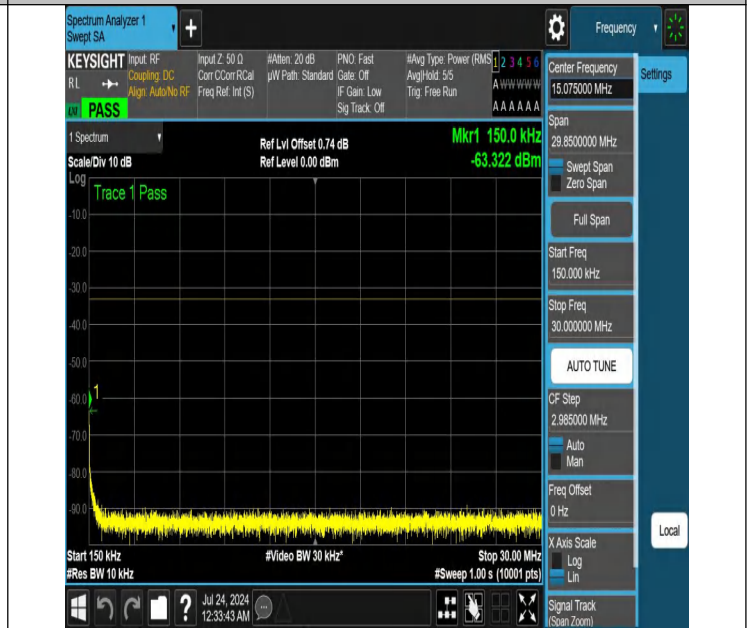 Spectrum Analyzer 1
Swept SA
+
Frequency
KEYSIGHT
Input: RF
Coupling: DC
Align: Auto/No RF
Input Z: 50 Ω
Corr CCorr RCal
Freq Ref: Int (S)
#Atten: 20 dB
µW Path: Standard
PNO: Fast
Gate: Off
IF Gain: Low
Sig Track: Off
#Avg Type: Power (RMS
Avg|Hold: 5/5
Trig: Free Run
1 2 3 4 5 6
A W W W W W
A A A A A A
R L
PASS
1 Spectrum
Scale/Div 10 dB
Ref Lvl Offset 0.74 dB
Ref Level 0.00 dBm
Mkr1 150.0 kHz
-63.322 dBm
Log
Trace 1 Pass
-10.0
-20.0
-30.0
-40.0
-50.0
-60.0
1
-70.0
-80.0
-90.0
Start 150 kHz
#Res BW 10 kHz
#Video BW 30 kHz*
Stop 30.00 MHz
#Sweep 1.00 s (10001 pts)
Jul 24, 2024
12:33:43 AM
?
Center Frequency
15.075000 MHz
Settings
Span
29.8500000 MHz
Swept Span
Zero Span
Full Span
Start Freq
150.000 kHz
Stop Freq
30.000000 MHz
AUTO TUNE
CF Step
2.985000 MHz
Auto
Man
Freq Offset
0 Hz
X Axis Scale
Log
Lin
Local
Signal Track
(Span Zoom)